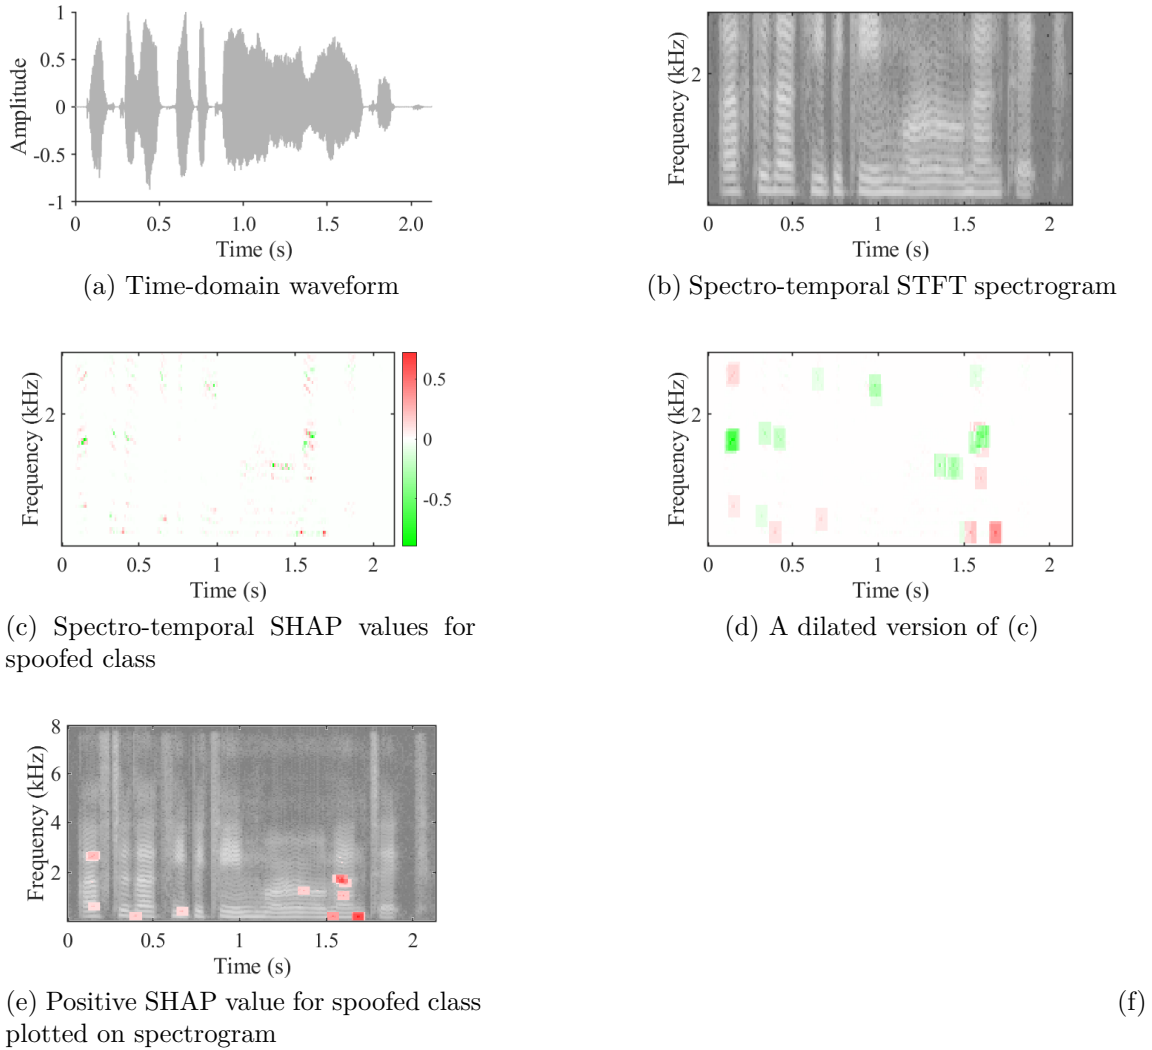 1
0.5
0
-0.5
-1
Amplitude
0 0.5 1.0 1.5 2.0
Time (s)
(a) Time-domain waveform
2
Frequency (kHz)
0 0.5 1 1.5 2
Time (s)
(b) Spectro-temporal STFT spectrogram
2
Frequency (kHz)
0 0.5 1 1.5 2
Time (s)
0.5
0
-0.5
(c) Spectro-temporal SHAP values for
spoofed class
2
Frequency (kHz)
0 0.5 1 1.5 2
Time (s)
(d) A dilated version of (c)
8
6
4
2
Frequency (kHz)
0 0.5 1 1.5 2
Time (s)
(e) Positive SHAP value for spoofed class
plotted on spectrogram
(f)